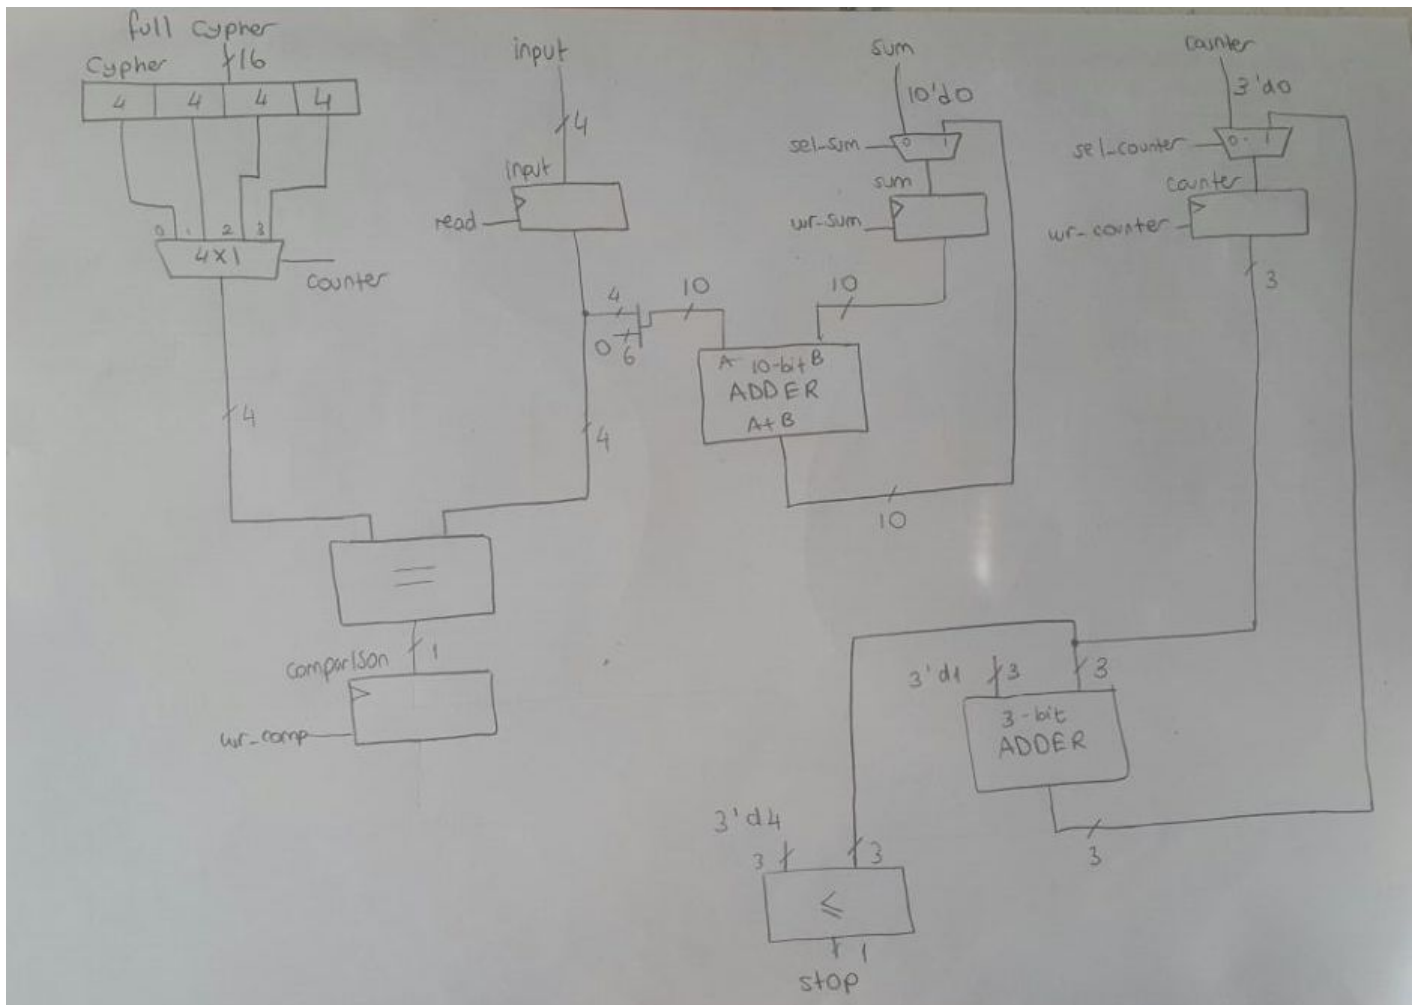 full cypher
16
cypher
4 4 4 4
0 1 2 3
4X1
counter
4
input
4
input
read
4
0 6
10
4
sum
10'd0
sel-sum
0 1
sum
wr-sum
10
A 10-bit B
ADDER
A+B
10
counter
3'd0
sel-counter
0 1
counter
wr-counter
3
=
comparison
1
wr-comp
3'd1
3
3
3-bit
ADDER
3
3'd4
3
3
≤
1
stop